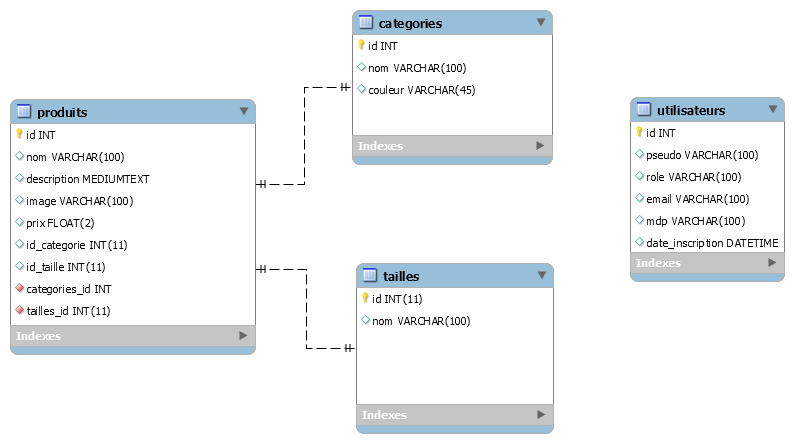 categories
id INT
nom VARCHAR(100)
couleur VARCHAR(45)
Indexes
produits
id INT
nom VARCHAR(100)
description MEDIUMTEXT
image VARCHAR(100)
prix FLOAT(2)
id_categorie INT(11)
id_taille INT(11)
categories_id INT
tailles_id INT(11)
Indexes
tailles
id INT(11)
nom VARCHAR(100)
Indexes
utilisateurs
id INT
pseudo VARCHAR(100)
role VARCHAR(100)
email VARCHAR(100)
mdp VARCHAR(100)
date_inscription DATETIME
Indexes